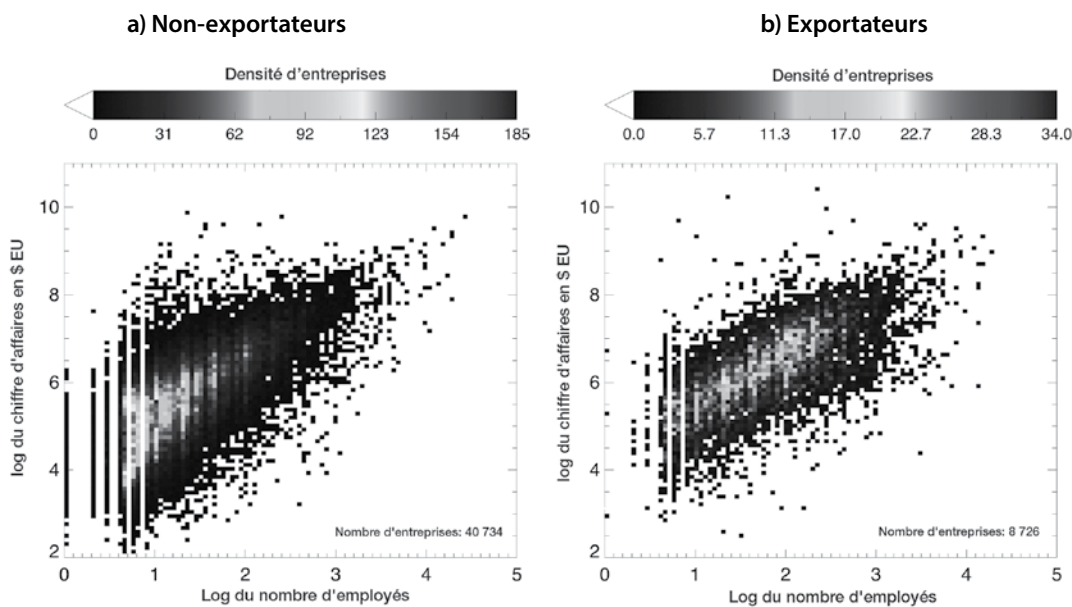 a) Non-exportateurs
Densité d'entreprises
0 31 62 92 123 154 185
log du chiffre d'affaires en $ EU
10
8
6
4
2
Nombre d'entreprises: 40 734
0 1 2 3 4 5
Log du nombre d'employés
b) Exportateurs
Densité d'entreprises
0.0 5.7 11.3 17.0 22.7 28.3 34.0
log du chiffre d'affaires en $ EU
10
8
6
4
2
Nombre d'entreprises: 8 726
0 1 2 3 4 5
Log du nombre d'employés